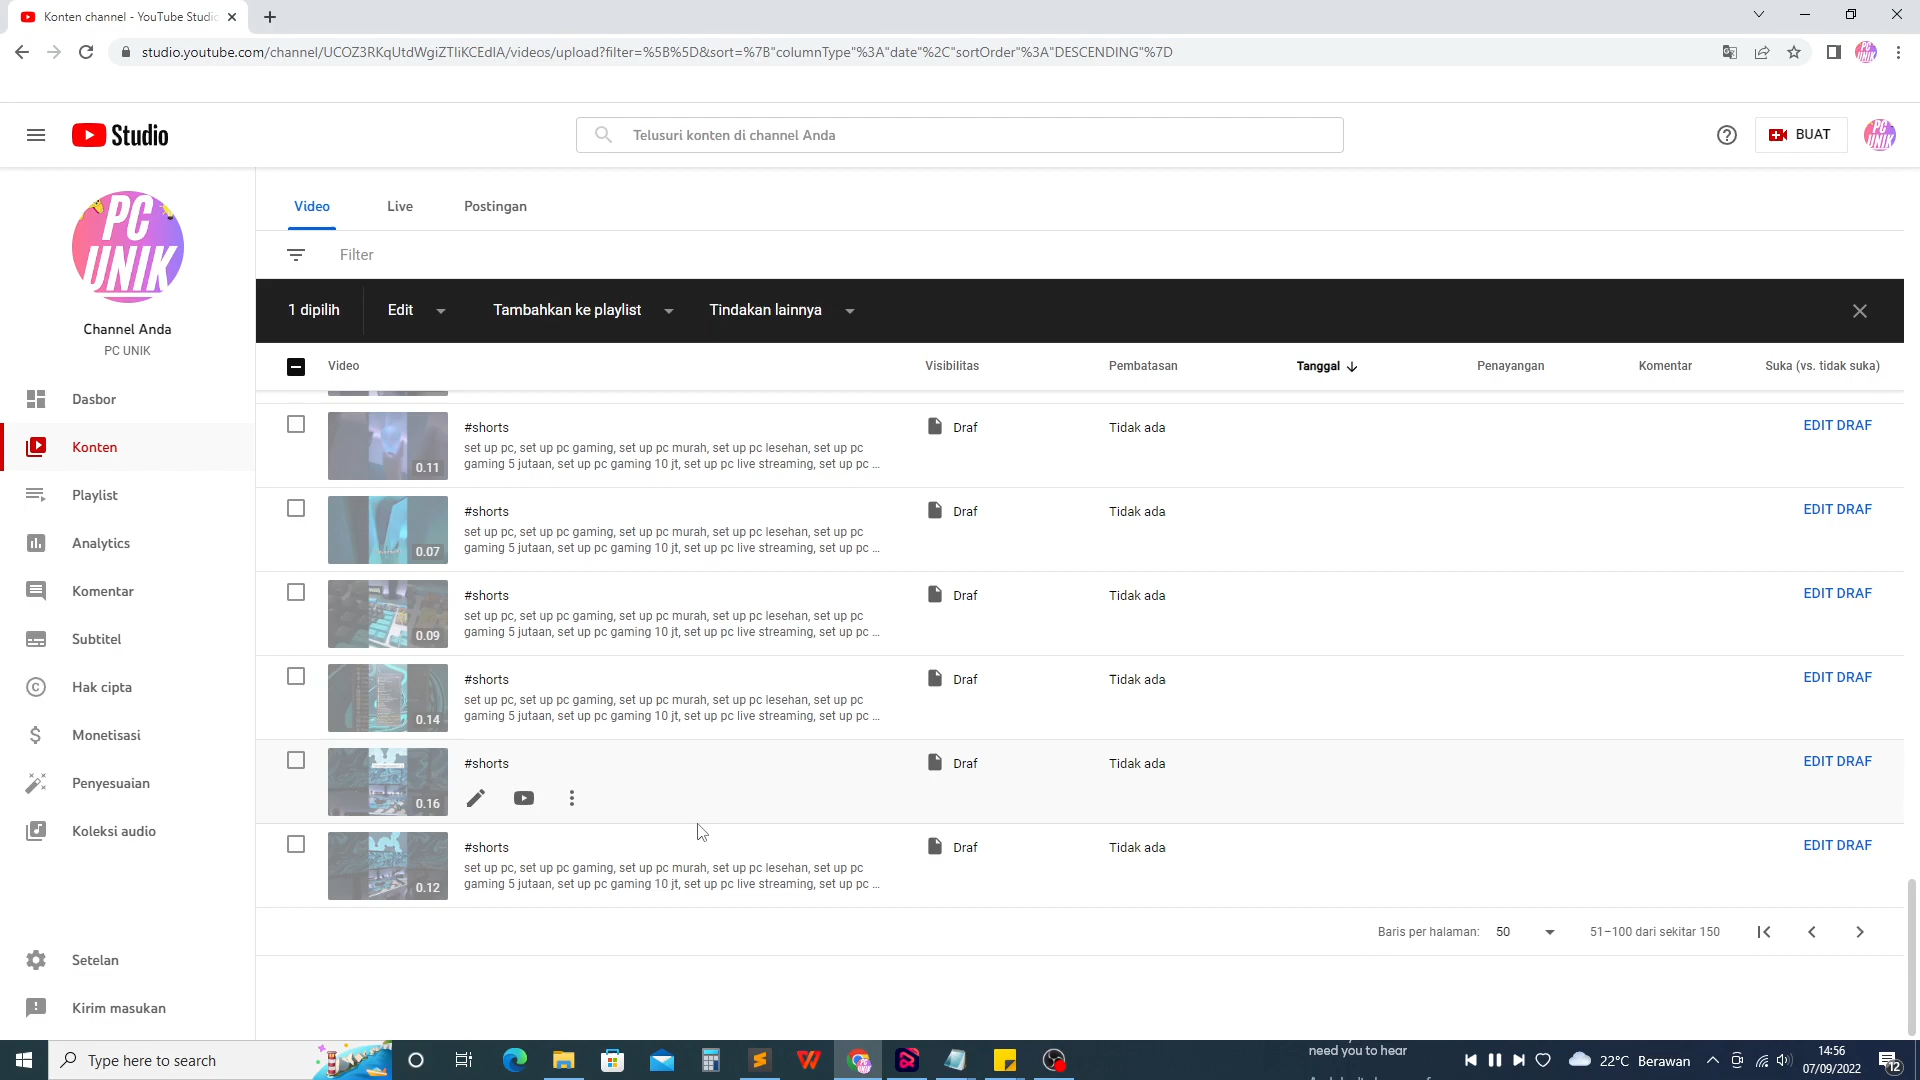 Konten channel - YouTube Studio
studio.youtube.com/channel/UCOZ3RKqUtdWgiZTIiKCEdIA/videos/upload?filter=%5B%5D&sort=%7B"columnType"%3A"date"%2C"sortOrder"%3A"DESCENDING"%7D
Studio
Telusuri konten di channel Anda
BUAT
PC UNIK
Channel Anda
PC UNIK
Dasbor
Konten
Playlist
Analytics
Komentar
Subtitel
Hak cipta
Monetisasi
Penyesuaian
Koleksi audio
Setelan
Kirim masukan
Video Live Postingan
Filter
1 dipilih Edit Tambahkan ke playlist Tindakan lainnya
Video Visibilitas Pembatasan Tanggal Penayangan Komentar Suka (vs. tidak suka)
#shorts Draf Tidak ada EDIT DRAF
set up pc, set up pc gaming, set up pc murah, set up pc lesehan, set up pc
gaming 5 jutaan, set up pc gaming 10 jt, set up pc live streaming, set up pc ...
0.11
#shorts Draf Tidak ada EDIT DRAF
set up pc, set up pc gaming, set up pc murah, set up pc lesehan, set up pc
gaming 5 jutaan, set up pc gaming 10 jt, set up pc live streaming, set up pc ...
0.07
#shorts Draf Tidak ada EDIT DRAF
set up pc, set up pc gaming, set up pc murah, set up pc lesehan, set up pc
gaming 5 jutaan, set up pc gaming 10 jt, set up pc live streaming, set up pc ...
0.09
#shorts Draf Tidak ada EDIT DRAF
set up pc, set up pc gaming, set up pc murah, set up pc lesehan, set up pc
gaming 5 jutaan, set up pc gaming 10 jt, set up pc live streaming, set up pc ...
0.14
#shorts Draf Tidak ada EDIT DRAF
0.16
#shorts Draf Tidak ada EDIT DRAF
set up pc, set up pc gaming, set up pc murah, set up pc lesehan, set up pc
gaming 5 jutaan, set up pc gaming 10 jt, set up pc live streaming, set up pc ...
0.12
Baris per halaman: 50 51–100 dari sekitar 150
Type here to search
need you to hear
22°C Berawan
14:56
07/09/2022
12